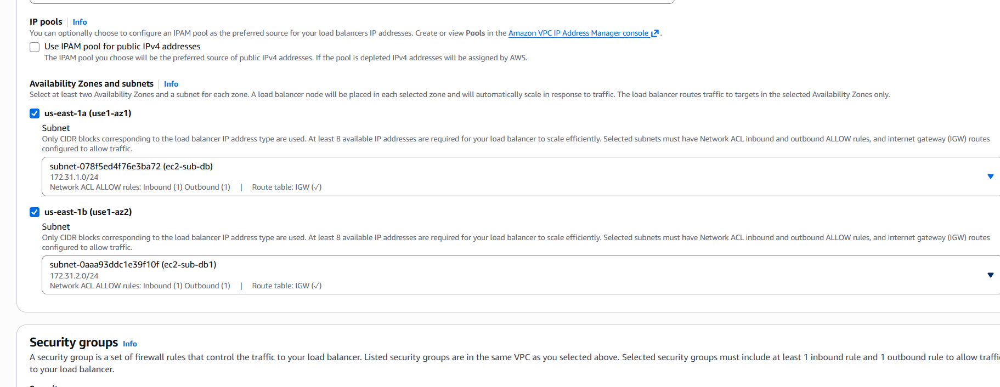 IP pools Info
You can optionally choose to configure an IPAM pool as the preferred source for your load balancers IP addresses. Create or view Pools in the Amazon VPC IP Address Manager console.
Use IPAM pool for public IPv4 addresses
The IPAM pool you choose will be the preferred source of public IPv4 addresses. If the pool is depleted IPv4 addresses will be assigned by AWS.
Availability Zones and subnets Info
Select at least two Availability Zones and a subnet for each zone. A load balancer node will be placed in each selected zone and will automatically scale in response to traffic. The load balancer routes traffic to targets in the selected Availability Zones only.
us-east-1a (use1-az1)
Subnet
Only CIDR blocks corresponding to the load balancer IP address type are used. At least 8 available IP addresses are required for your load balancer to scale efficiently. Selected subnets must have Network ACL inbound and outbound ALLOW rules, and internet gateway (IGW) routes
configured to allow traffic.
subnet-078f5ed4f76e3ba72 (ec2-sub-db)
172.31.1.0/24
Network ACL ALLOW rules: Inbound (1) Outbound (1) | Route table: IGW (✓)
us-east-1b (use1-az2)
Subnet
Only CIDR blocks corresponding to the load balancer IP address type are used. At least 8 available IP addresses are required for your load balancer to scale efficiently. Selected subnets must have Network ACL inbound and outbound ALLOW rules, and internet gateway (IGW) routes
configured to allow traffic.
subnet-0aaa93ddc1e39f10f (ec2-sub-db1)
172.31.2.0/24
Network ACL ALLOW rules: Inbound (1) Outbound (1) | Route table: IGW (✓)
Security groups Info
A security group is a set of firewall rules that control the traffic to your load balancer. Listed security groups are in the same VPC as you selected above. Selected security groups must include at least 1 inbound rule and 1 outbound rule to allow
to your load balancer.